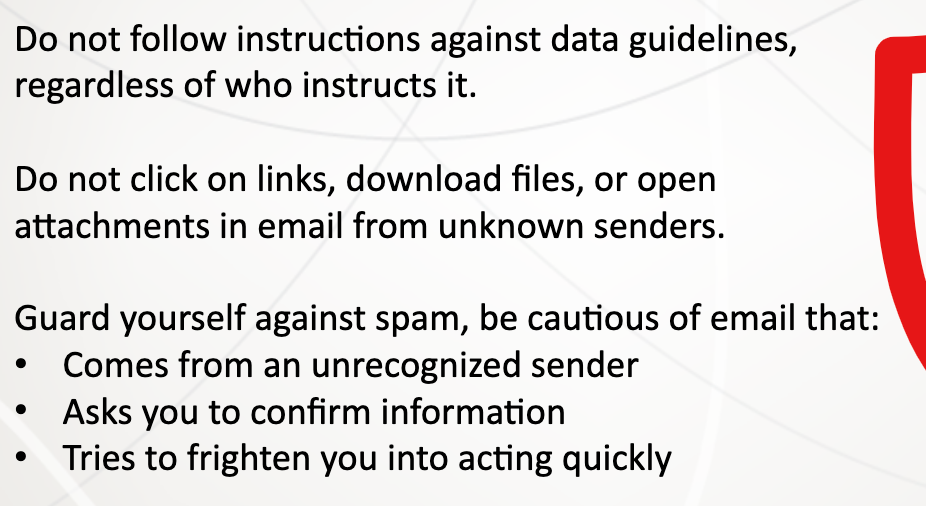 Do not follow instructions against data guidelines,
regardless of who instructs it.
Do not click on links, download files, or open
attachments in email from unknown senders.
Guard yourself against spam, be cautious of email that:
• Comes from an unrecognized sender
• Asks you to confirm information
• Tries to frighten you into acting quickly